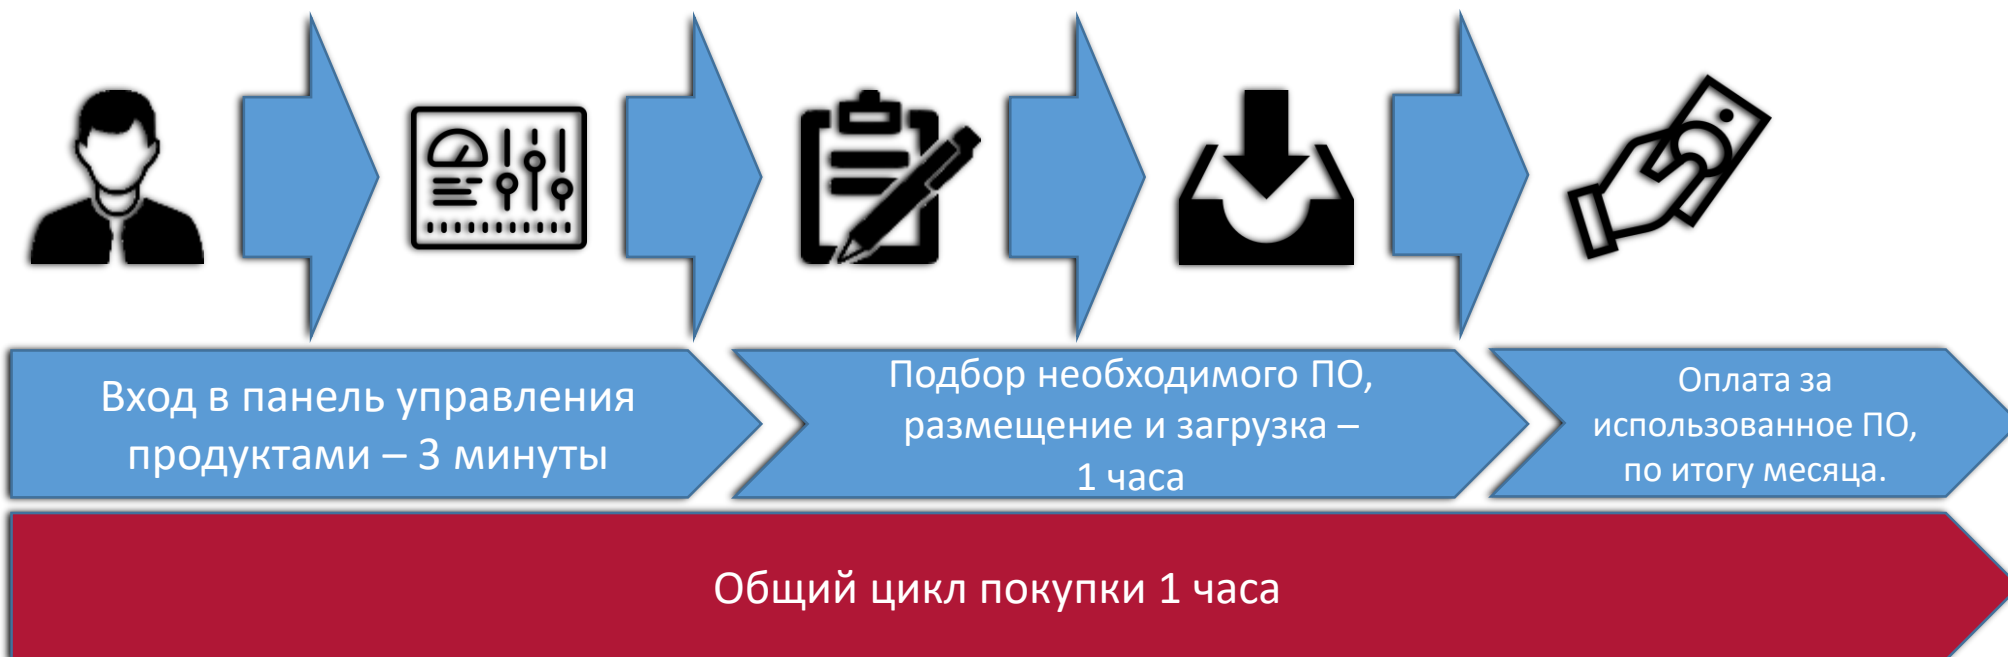 Вход в панель управления
продуктами – 3 минуты
Подбор необходимого ПО,
размещение и загрузка –
1 часа
Оплата за
использованное ПО,
по итогу месяца.
Общий цикл покупки 1 часа